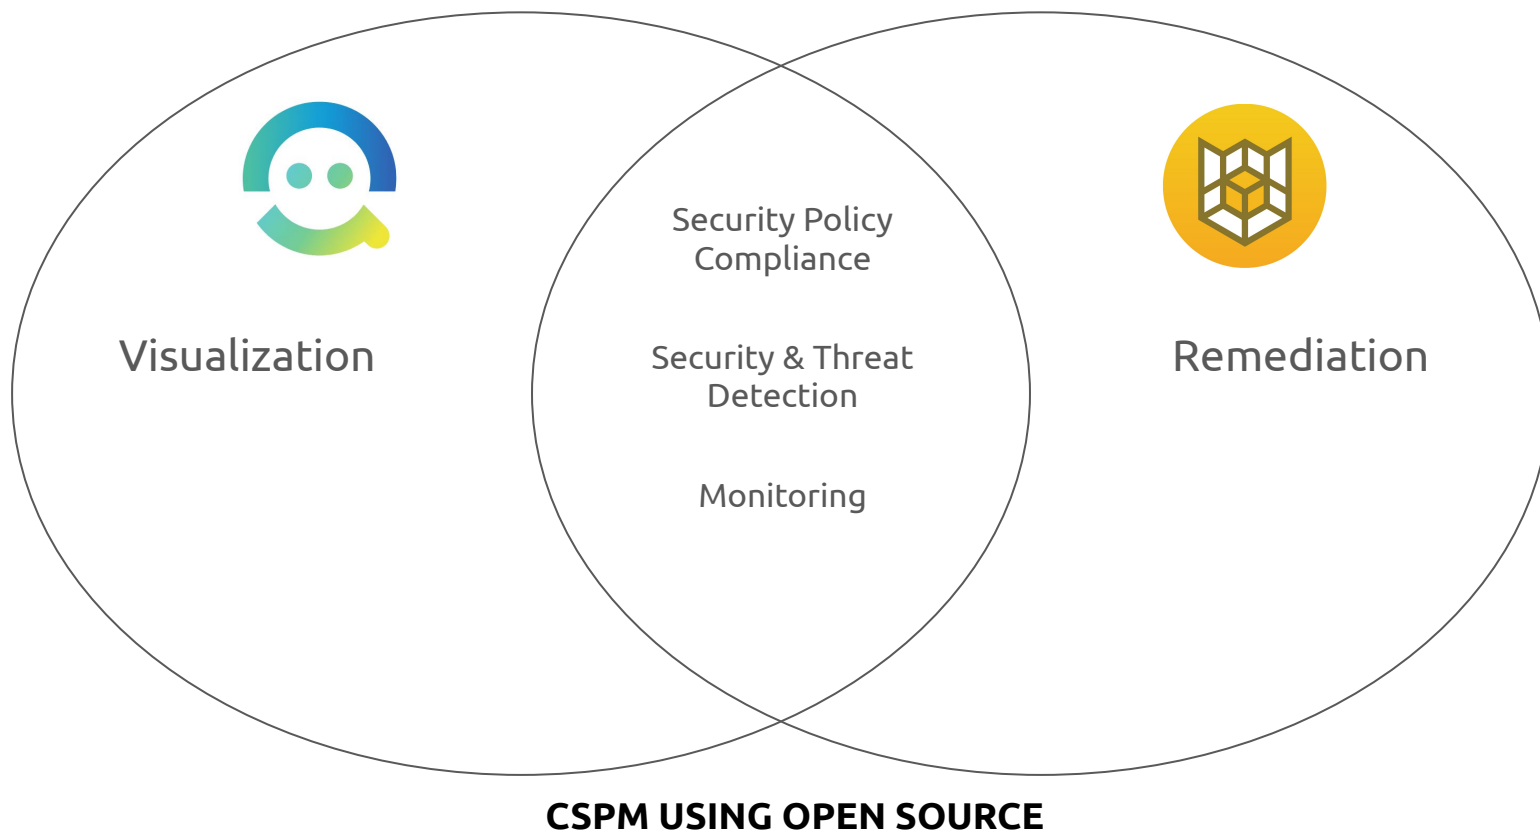 Security Policy
Compliance
Visualization
Security & Threat
Detection
Remediation
Monitoring
CSPM USING OPEN SOURCE